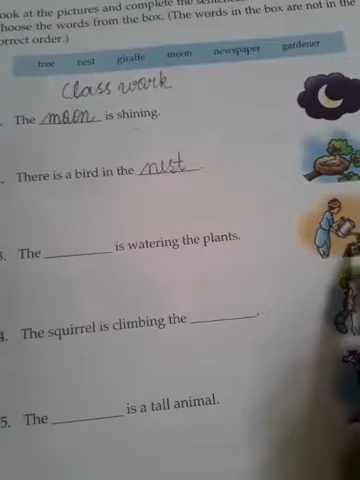 ook at the pictures and complete the
hoose the words from the box. (The words in the box are not in the
orrect order.)
tree nest giraffe moon newspaper gardener
Class work
. The moon is shining.
. There is a bird in the nest.
3. The ______ is watering the plants.
4. The squirrel is climbing the ______.
5. The ______ is a tall animal.